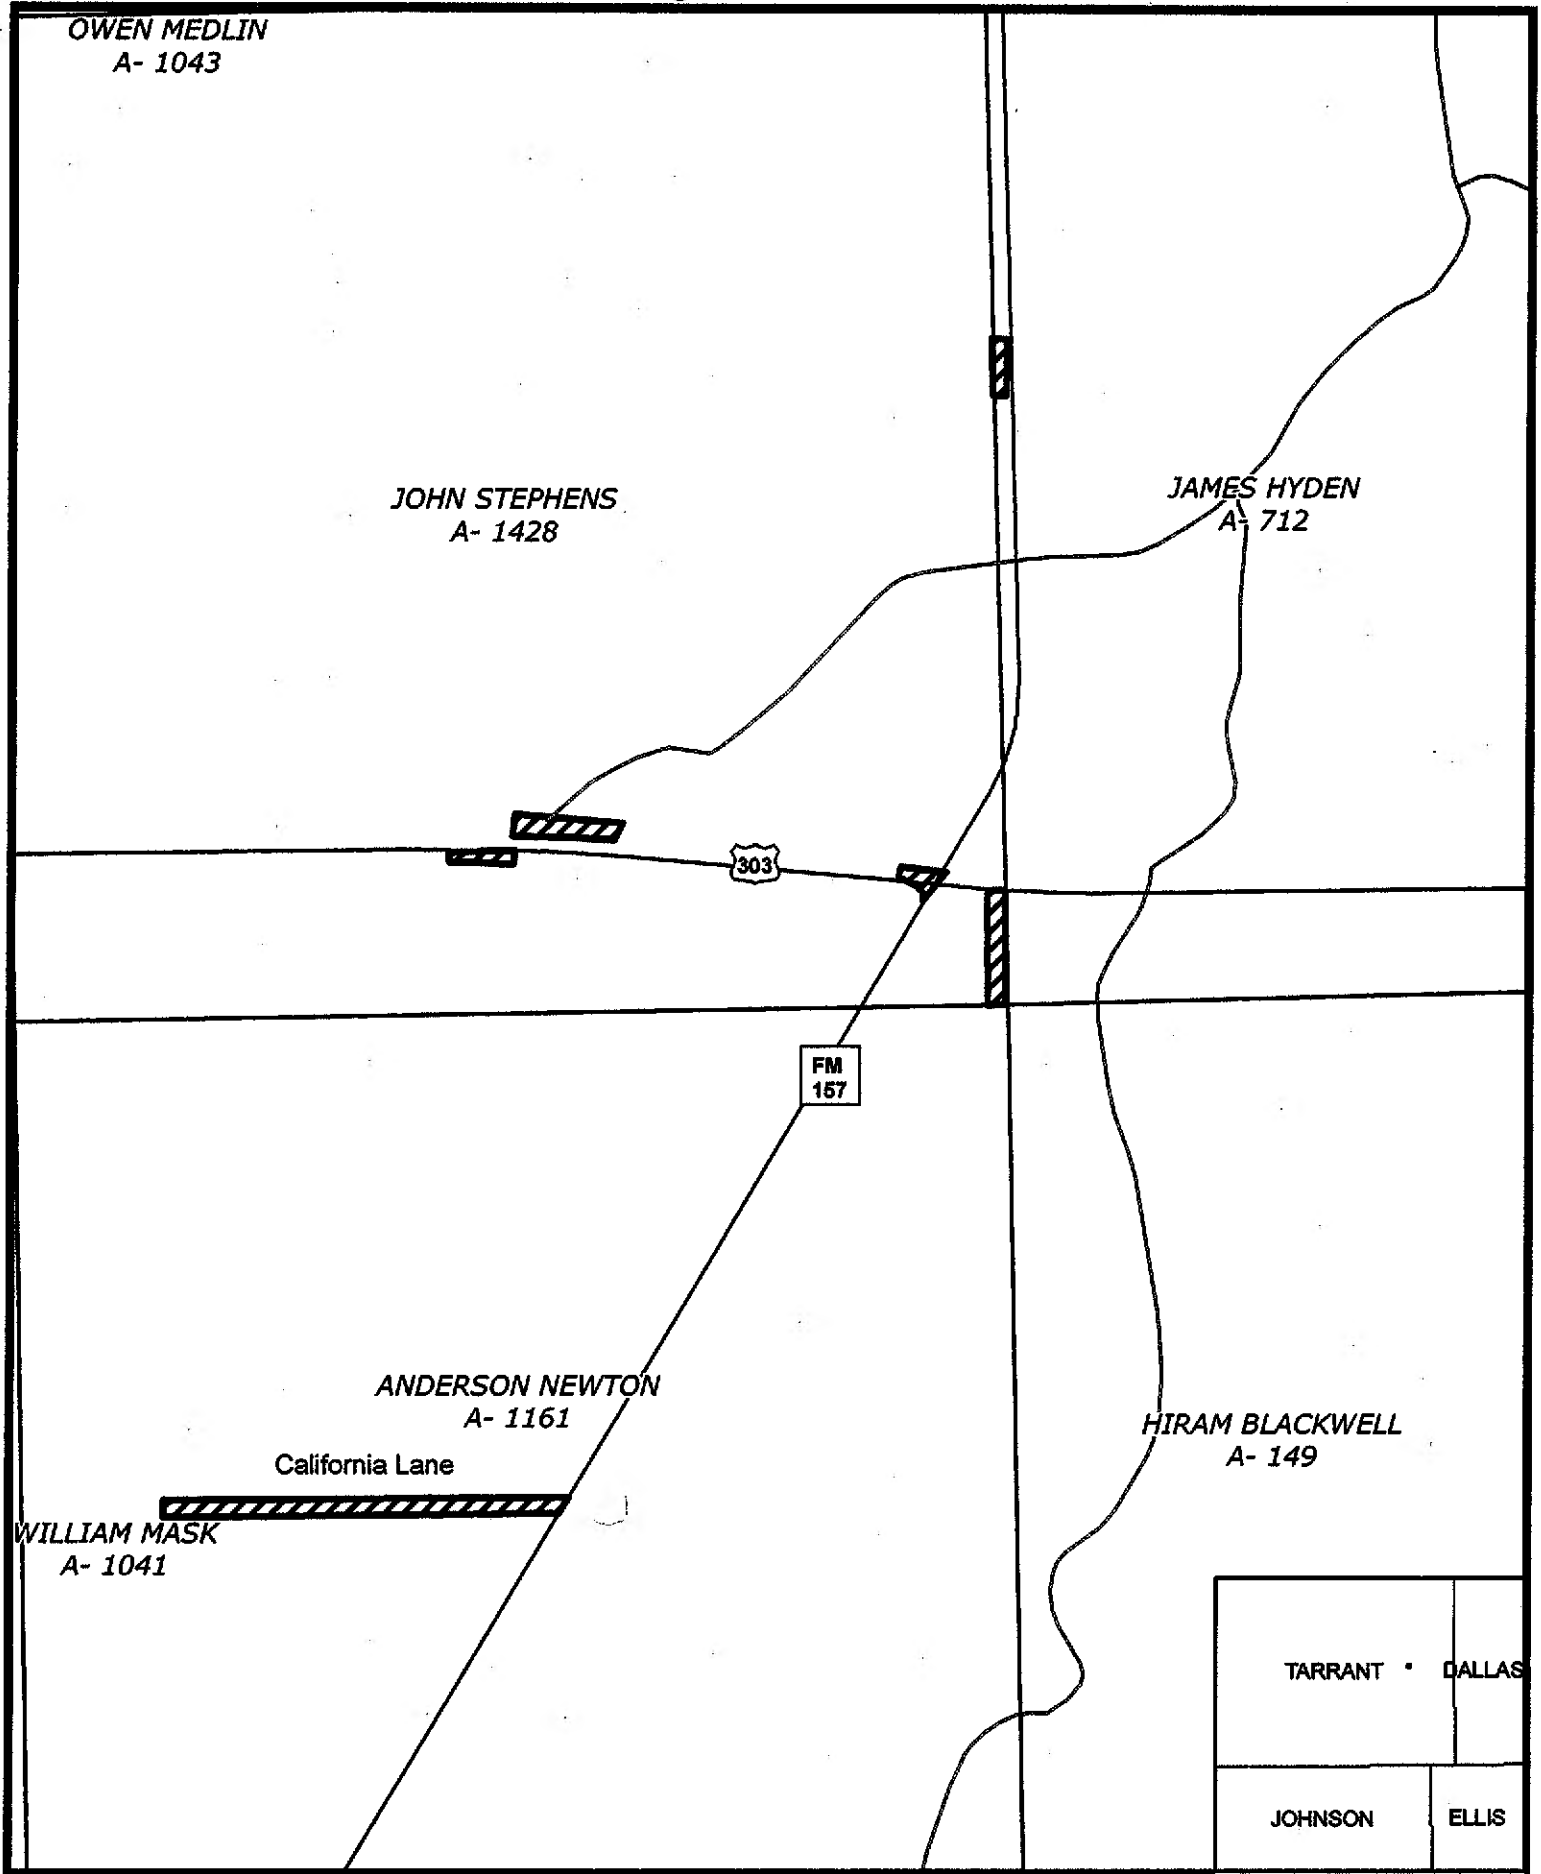 OWEN MEDLIN
A- 1043
JOHN STEPHENS
A- 1428
JAMES HYDEN
A- 712
303
FM
157
ANDERSON NEWTON
A- 1161
California Lane
HIRAM BLACKWELL
A- 149
WILLIAM MASK
A- 1041
TARRANT
DALLAS
JOHNSON
ELLIS